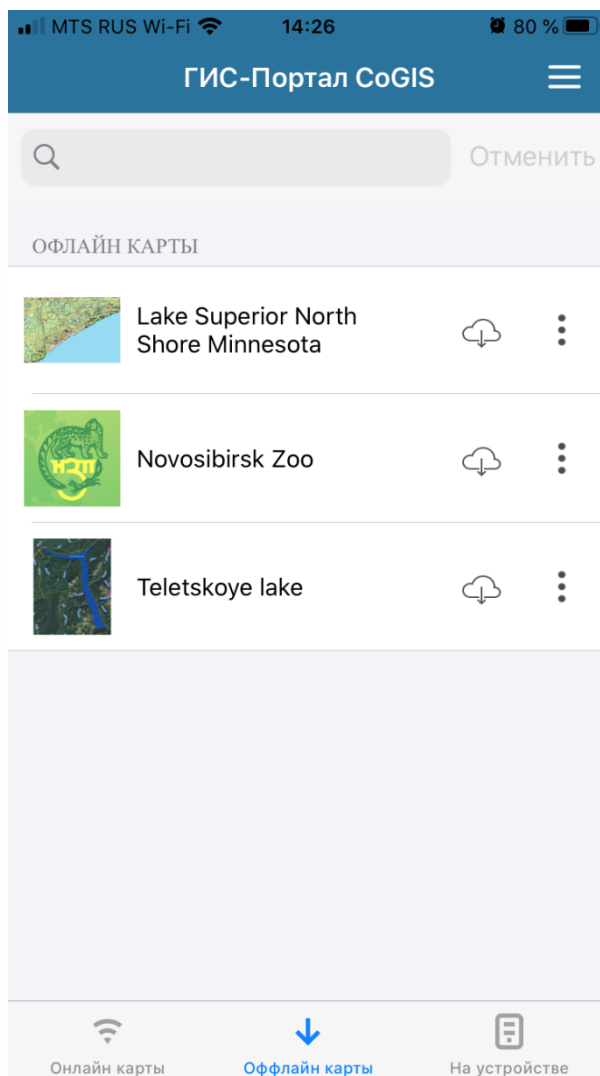 MTS RUS Wi-Fi 14:26 80 %
ГИС-Портал CoGIS
Отменить
ОФЛАЙН КАРТЫ
Lake Superior North
Shore Minnesota
Novosibirsk Zoo
Teletskoye lake
Онлайн карты Оффлайн карты На устройстве